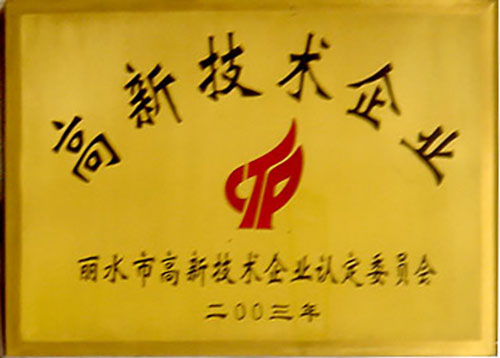 高新技术企业
丽水市高新技术企业认定委员会
二00三年